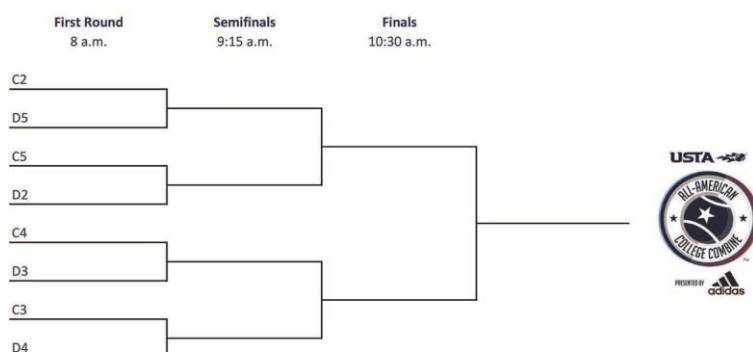 First Round
8 a.m.
Semifinals
9:15 a.m.
Finals
10:30 a.m.
C2
D5
C5
D2
C4
D3
C3
D4
USTA
ALL-AMERICAN
COLLEGE COMBINE
TM
PRESENTED BY
adidas